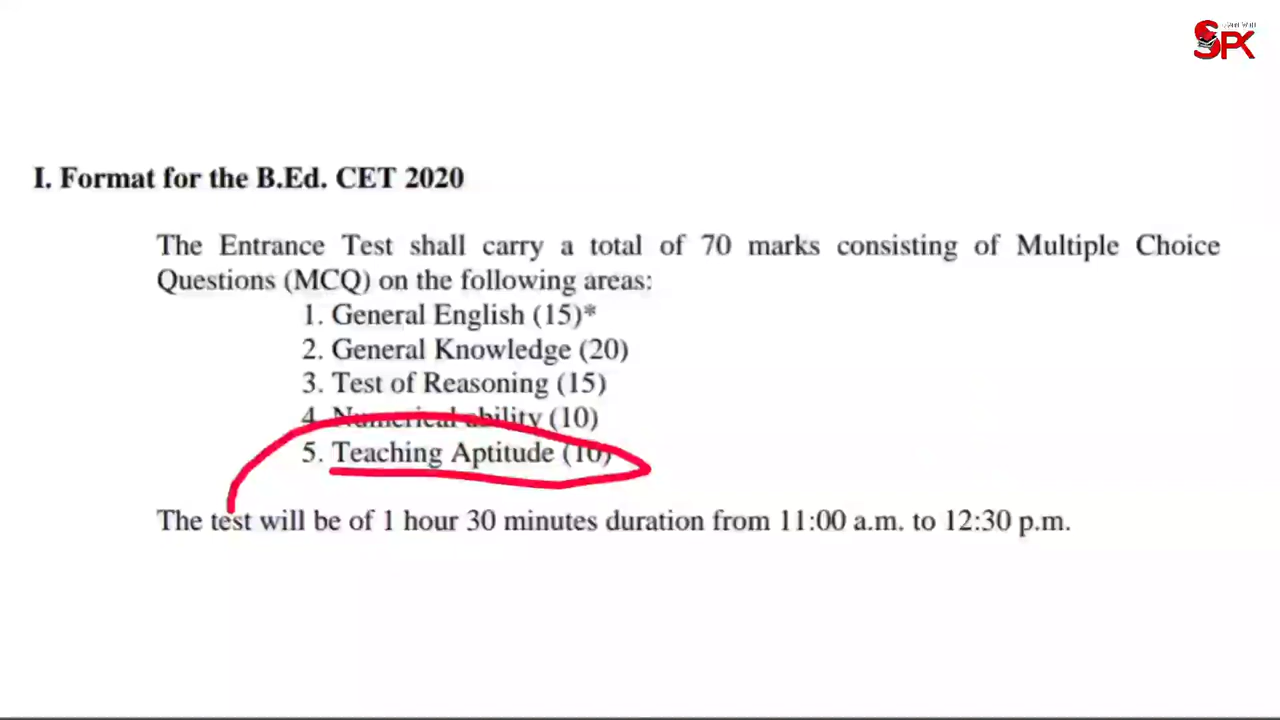 SPK
I. Format for the B.Ed. CET 2020
The Entrance Test shall carry a total of 70 marks consisting of Multiple Choice
Questions (MCQ) on the following areas:
1. General English (15)*
2. General Knowledge (20)
3. Test of Reasoning (15)
4. Numerical ability (10)
5. Teaching Aptitude (10)
The test will be of 1 hour 30 minutes duration from 11:00 a.m. to 12:30 p.m.